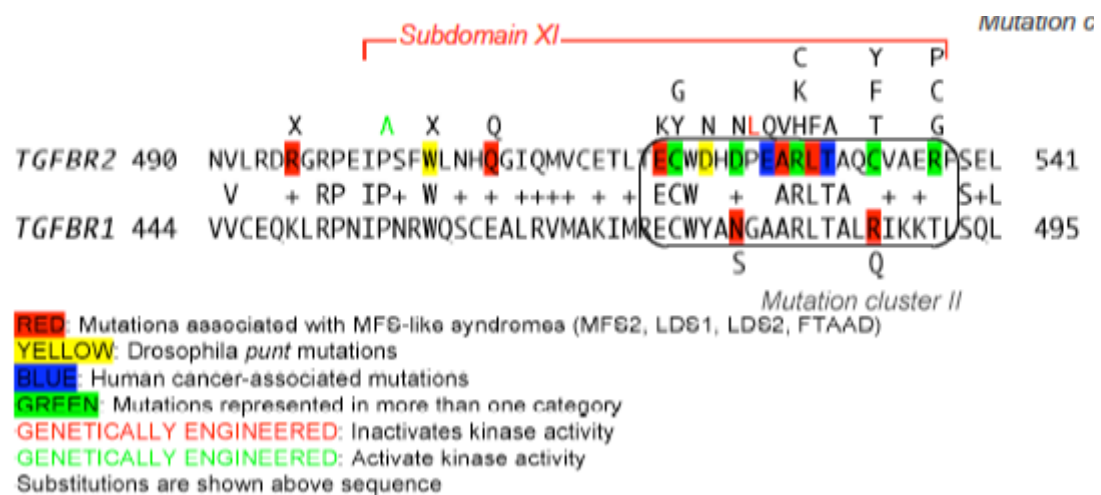 Mutation c
Subdomain XI
C Y P
G K F C
X A X Q KY N N LQVHFA T G
TGFBR2 490 NVLRDRGRPEIPSFWLNHQGIQMVCETLTECWDHDPEARLTAQCVAERPSEL 541
V + RP IP+ W + + ++++ + + ECW + ARLTA + + S+L
TGFBR1 444 VVCEQKLRPNIPNRWQSCEALRVMAKIMRECWYANGAARLTALRIKKTLSQL 495
S Q
Mutation cluster II
RED: Mutations associated with MFS-like syndromes (MFS2, LDS1, LDS2, FTAAD)
YELLOW: Drosophila punt mutations
BLUE: Human cancer-associated mutations
GREEN: Mutations represented in more than one category
GENETICALLY ENGINEERED: Inactivates kinase activity
GENETICALLY ENGINEERED: Activate kinase activity
Substitutions are shown above sequence